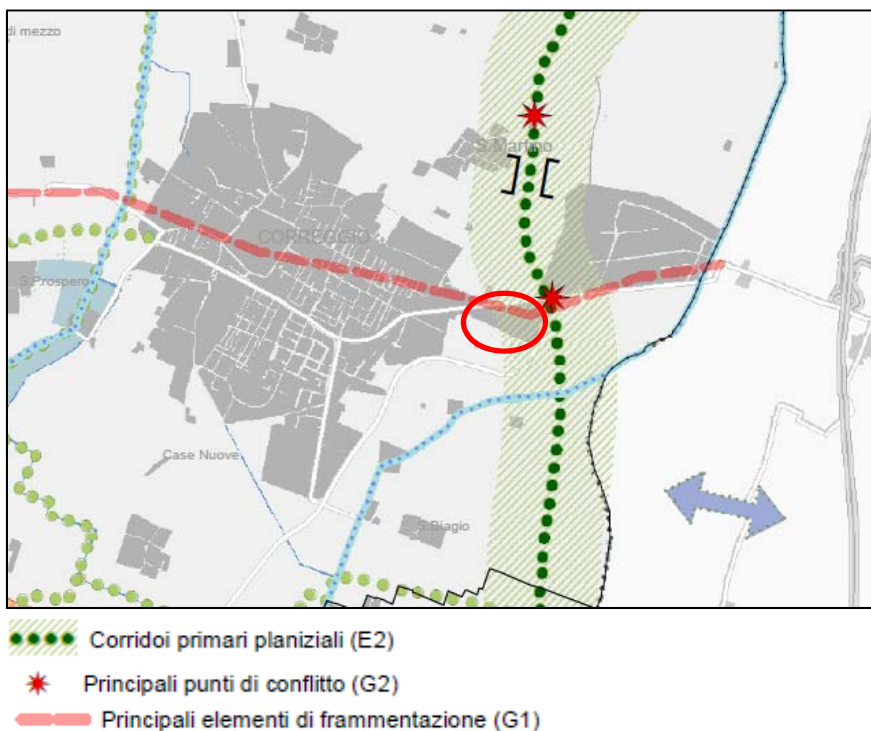 di mezzo
S.Martino
CORREGGIO
S.Prospero
Case Nuove
S.Biagio
Corridoi primari planiziali (E2)
Principali punti di conflitto (G2)
Principali elementi di frammentazione (G1)